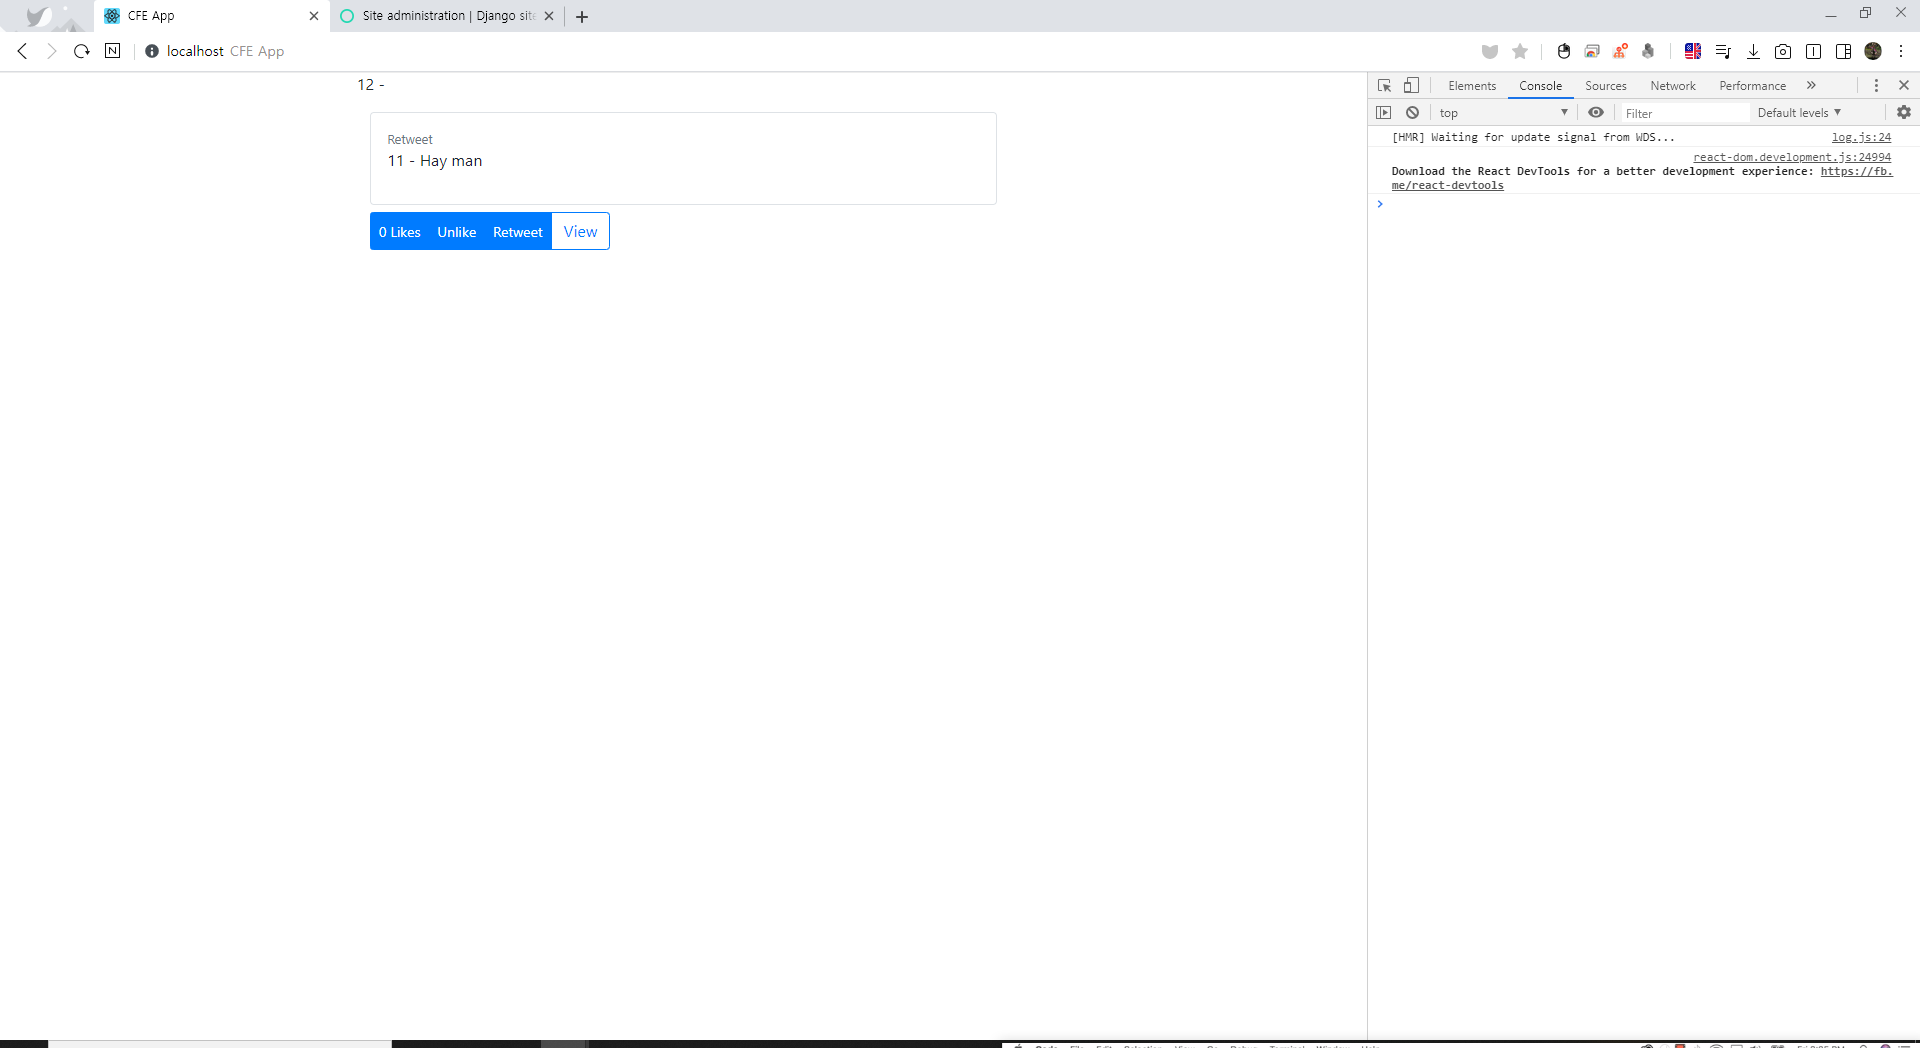 CFE App
Site administration | Django sit
localhost CFE App
12 -
Retweet
11 - Hay man
0 Likes Unlike Retweet View
Elements Console Sources Network Performance
top Filter Default levels
[HMR] Waiting for update signal from WDS... log.js:24
react-dom.development.js:24994
Download the React DevTools for a better development experience: https://fb.
me/react-devtools